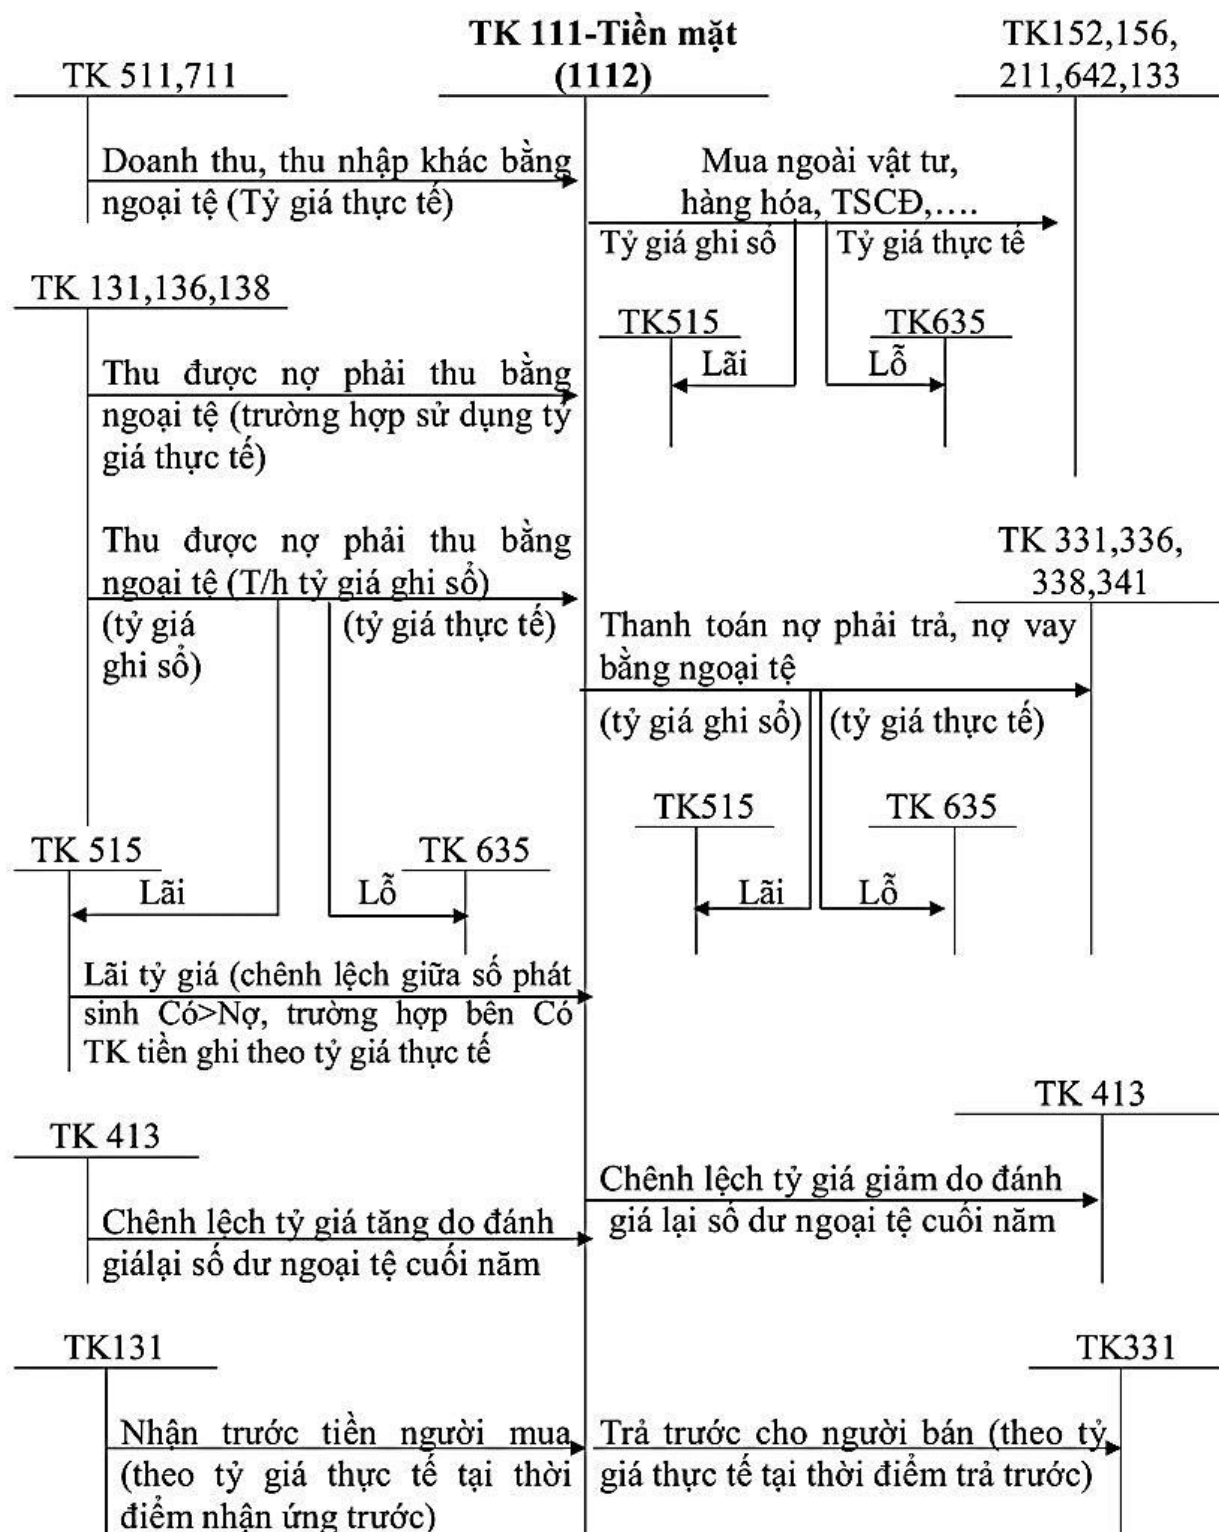 TK 111-Tiền mặt
(1112)
TK152,156,
211,642,133
TK 511,711
Doanh thu, thu nhập khác bằng
ngoại tệ (Tỷ giá thực tế)
Mua ngoài vật tư,
hàng hóa, TSCĐ,….
Tỷ giá ghi sổ
Tỷ giá thực tế
TK 131,136,138
TK515
TK635
Lãi
Lỗ
Thu được nợ phải thu bằng
ngoại tệ (trường hợp sử dụng tỷ
giá thực tế)
Thu được nợ phải thu bằng
ngoại tệ (T/h tỷ giá ghi sổ)
(tỷ giá
ghi sổ)
(tỷ giá thực tế)
TK 331,336,
338,341
Thanh toán nợ phải trả, nợ vay
bằng ngoại tệ
(tỷ giá ghi sổ)
(tỷ giá thực tế)
TK515
TK 635
Lãi
Lỗ
TK 515
TK 635
Lãi
Lỗ
Lãi tỷ giá (chênh lệch giữa số phát
sinh Có>Nợ, trường hợp bên Có
TK tiền ghi theo tỷ giá thực tế
TK 413
TK 413
Chênh lệch tỷ giá tăng do đánh
giálại số dư ngoại tệ cuối năm
Chênh lệch tỷ giá giảm do đánh
giá lại số dư ngoại tệ cuối năm
TK131
TK331
Nhận trước tiền người mua
(theo tỷ giá thực tế tại thời
điểm nhận ứng trước)
Trả trước cho người bán (theo tỷ
giá thực tế tại thời điểm trả trước)